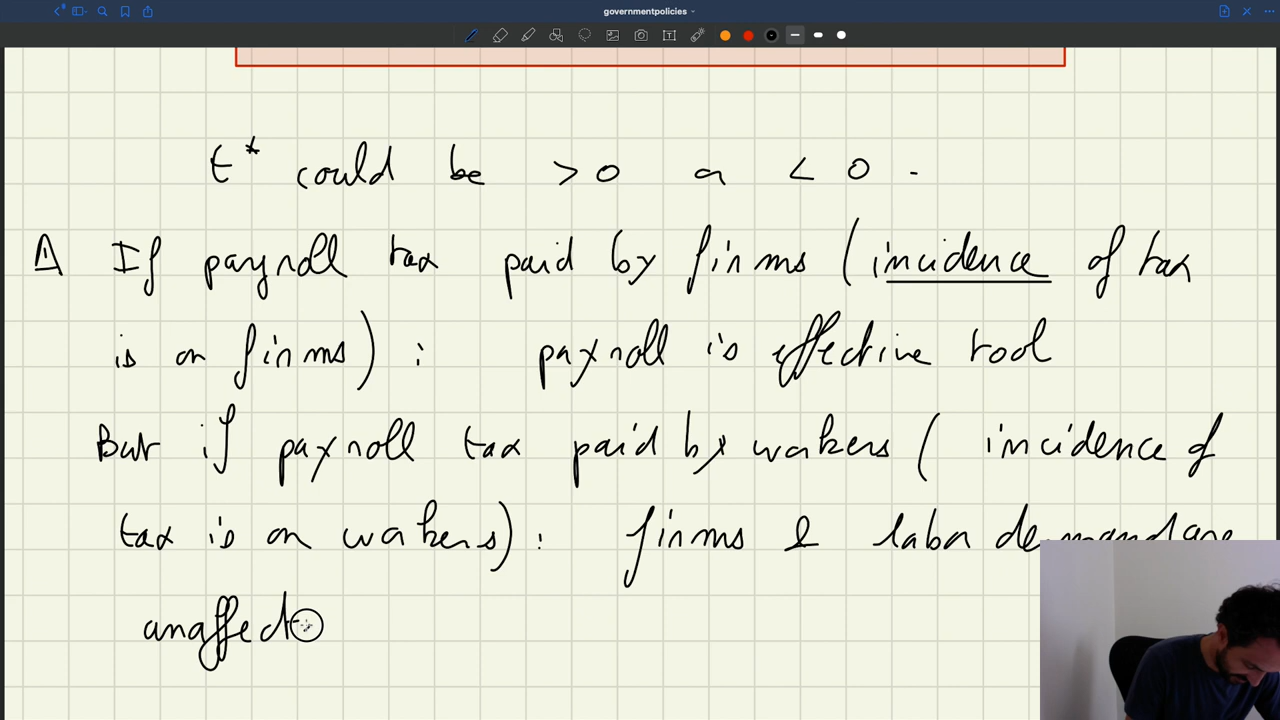 governmentpolicies
t* could be > 0 or < 0 .
⚠ If payroll tax paid by firms ( incidence of tax
is on firms ) : payroll is effective tool
But if payroll tax paid by workers ( incidence of
tax is on workers ) : firms & labor demand are
unaffect